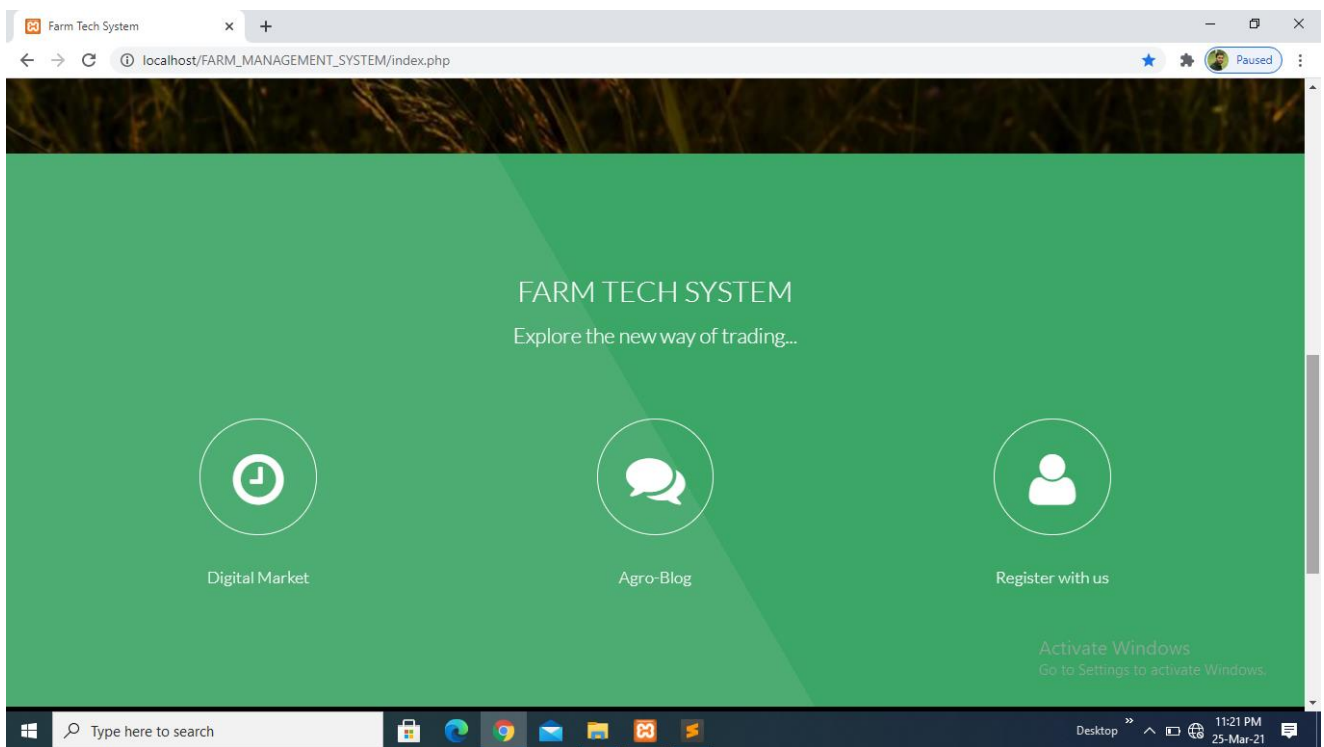 Farm Tech System
localhost/FARM_MANAGEMENT_SYSTEM/index.php
Paused
FARM TECH SYSTEM
Explore the new way of trading...
Digital Market
Agro-Blog
Register with us
Activate Windows
Go to Settings to activate Windows.
Type here to search
Desktop
11:21 PM
25-Mar-21